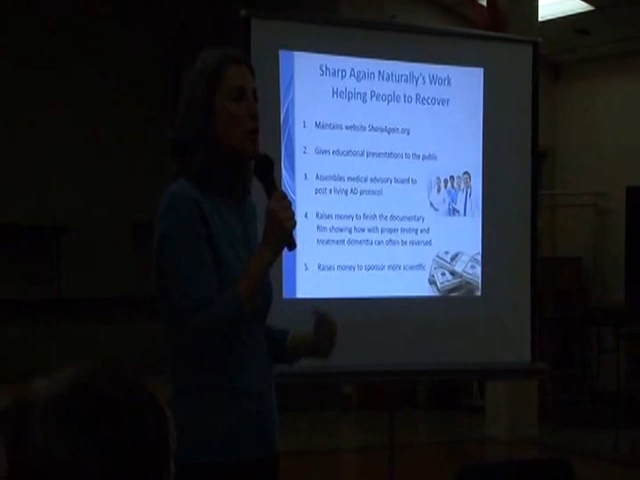 Sharp Again Naturally's Work
Helping People to Recover
1. Maintains website SharpAgain.org
2. Gives educational presentations to the public
3. Assembles medical advisory board to
post a living AD protocol.
4. Raises money to finish the documentary
film showing how with proper testing and
treatment dementia can often be reversed.
5. Raises money to sponsor more scientific